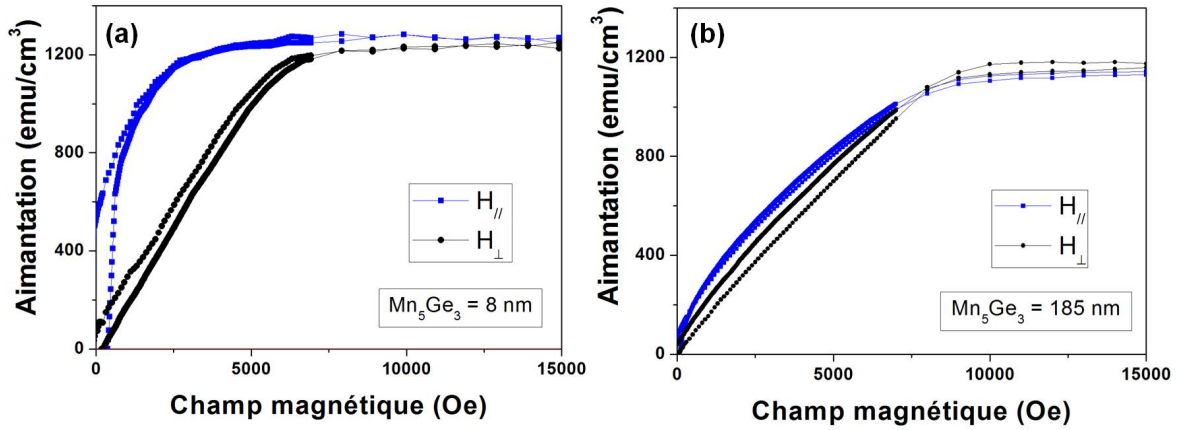 (a)
Aimantation (emu/cm³)
1200
800
400
0
H//
H⊥
Mn₅Ge₃ = 8 nm
0 5000 10000 15000
Champ magnétique (Oe)
(b)
Aimantation (emu/cm³)
1200
800
400
0
H//
H⊥
Mn₅Ge₃ = 185 nm
0 5000 10000 15000
Champ magnétique (Oe)